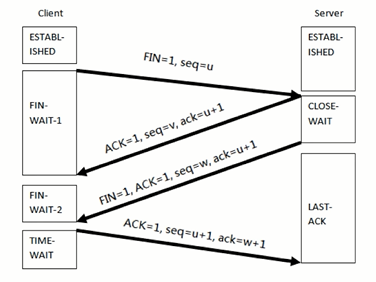 Client
Server
ESTABL-
ISHED
ESTABL-
ISHED
FIN=1, seq=u
FIN-
WAIT-1
CLOSE-
WAIT
ACK=1, seq=v, ack=u+1
FIN=1, ACK=1, seq=w, ack=u+1
FIN-
WAIT-2
LAST-
ACK
TIME-
WAIT
ACK=1, seq=u+1, ack=w+1